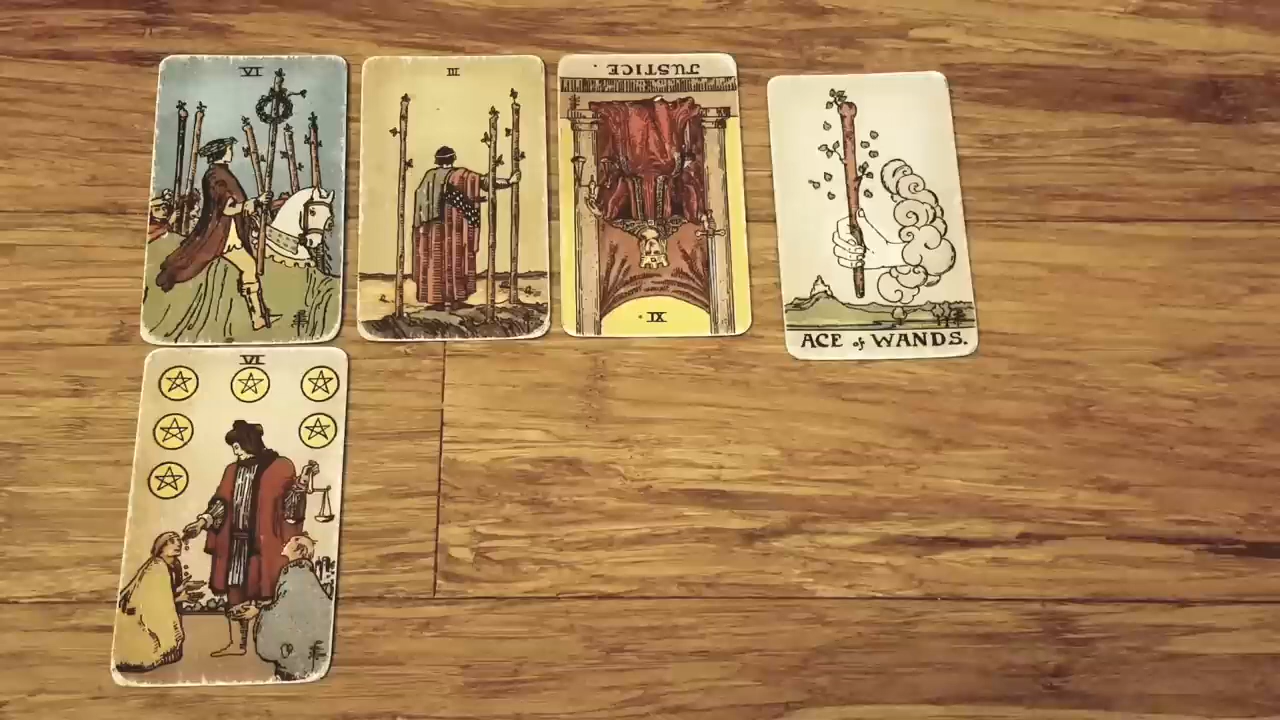 VI
III
JUSTICE.
XI
ACE of WANDS.
VI